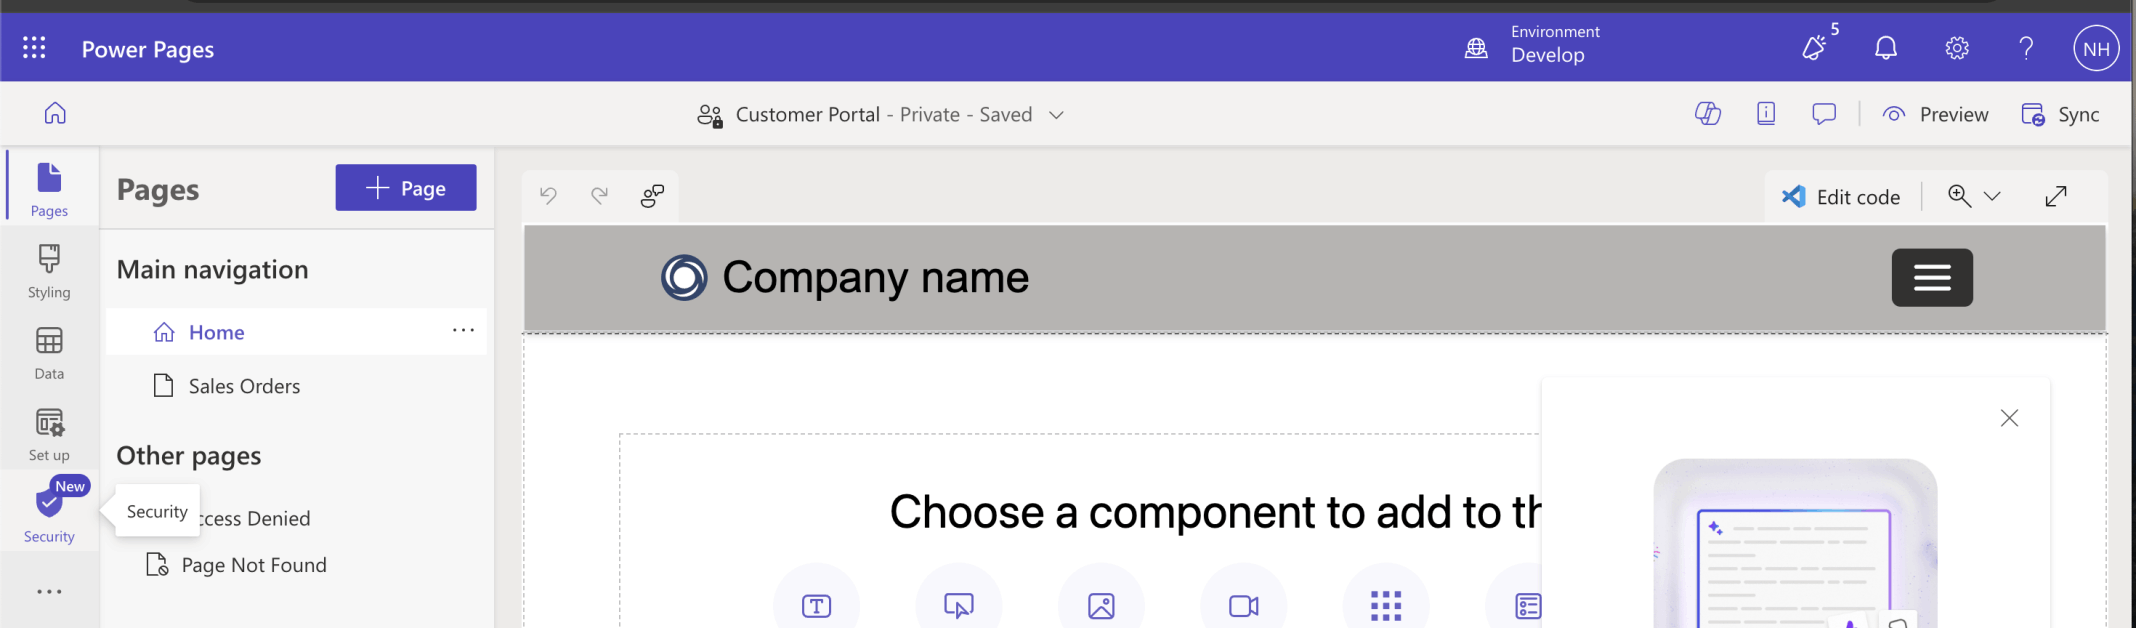 Power Pages
Environment
Develop
5
NH
Customer Portal - Private - Saved
Preview
Sync
Pages
Styling
Data
Set up
New
Security
Pages
Page
Main navigation
Home
Sales Orders
Other pages
Security
ccess Denied
Page Not Found
Edit code
Company name
Choose a component to add to th